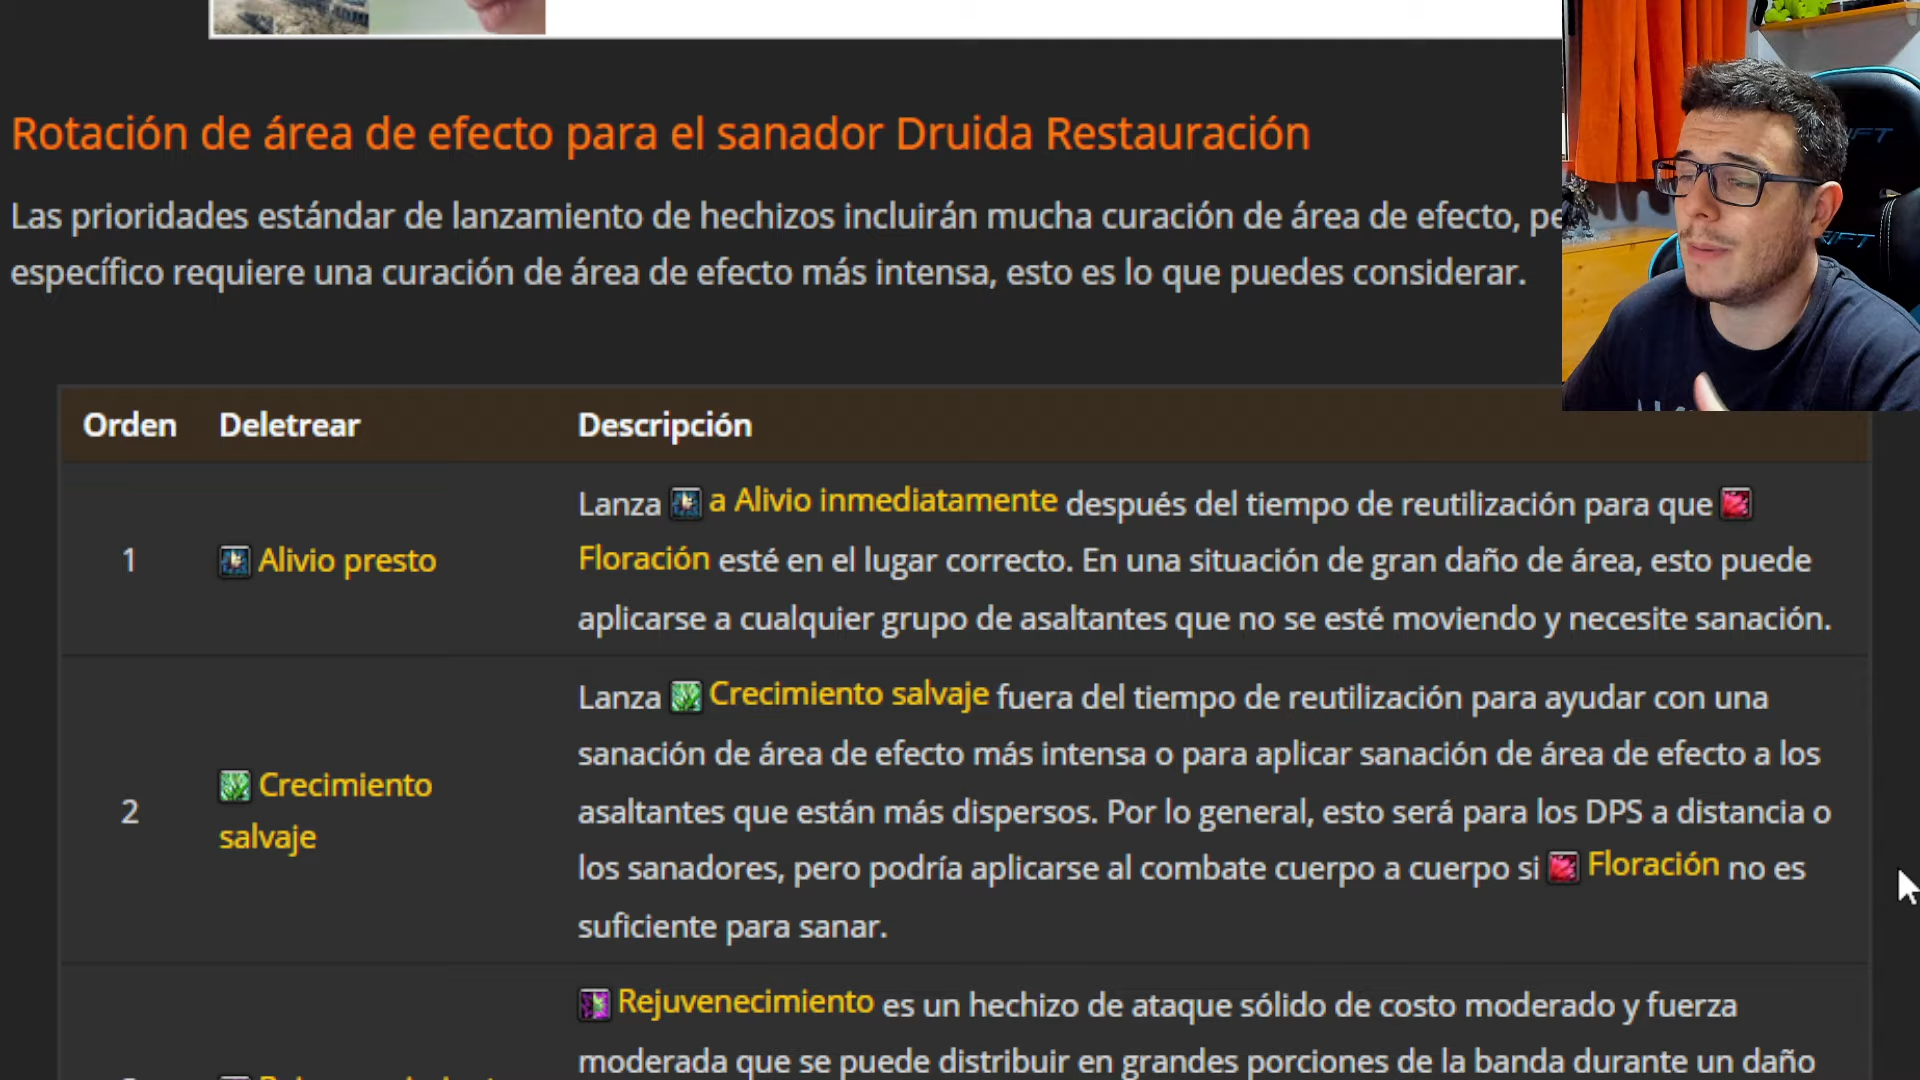 Rotación de área de efecto para el sanador Druida Restauración
Las prioridades estándar de lanzamiento de hechizos incluirán mucha curación de área de efecto, pe
específico requiere una curación de área de efecto más intensa, esto es lo que puedes considerar.
Orden Deletrear Descripción
1 Alivio presto
Lanza a Alivio inmediatamente después del tiempo de reutilización para que
Floración esté en el lugar correcto. En una situación de gran daño de área, esto puede
aplicarse a cualquier grupo de asaltantes que no se esté moviendo y necesite sanación.
2 Crecimiento
salvaje
Lanza Crecimiento salvaje fuera del tiempo de reutilización para ayudar con una
sanación de área de efecto más intensa o para aplicar sanación de área de efecto a los
asaltantes que están más dispersos. Por lo general, esto será para los DPS a distancia o
los sanadores, pero podría aplicarse al combate cuerpo a cuerpo si Floración no es
suficiente para sanar.
Rejuvenecimiento es un hechizo de ataque sólido de costo moderado y fuerza
moderada que se puede distribuir en grandes porciones de la banda durante un daño